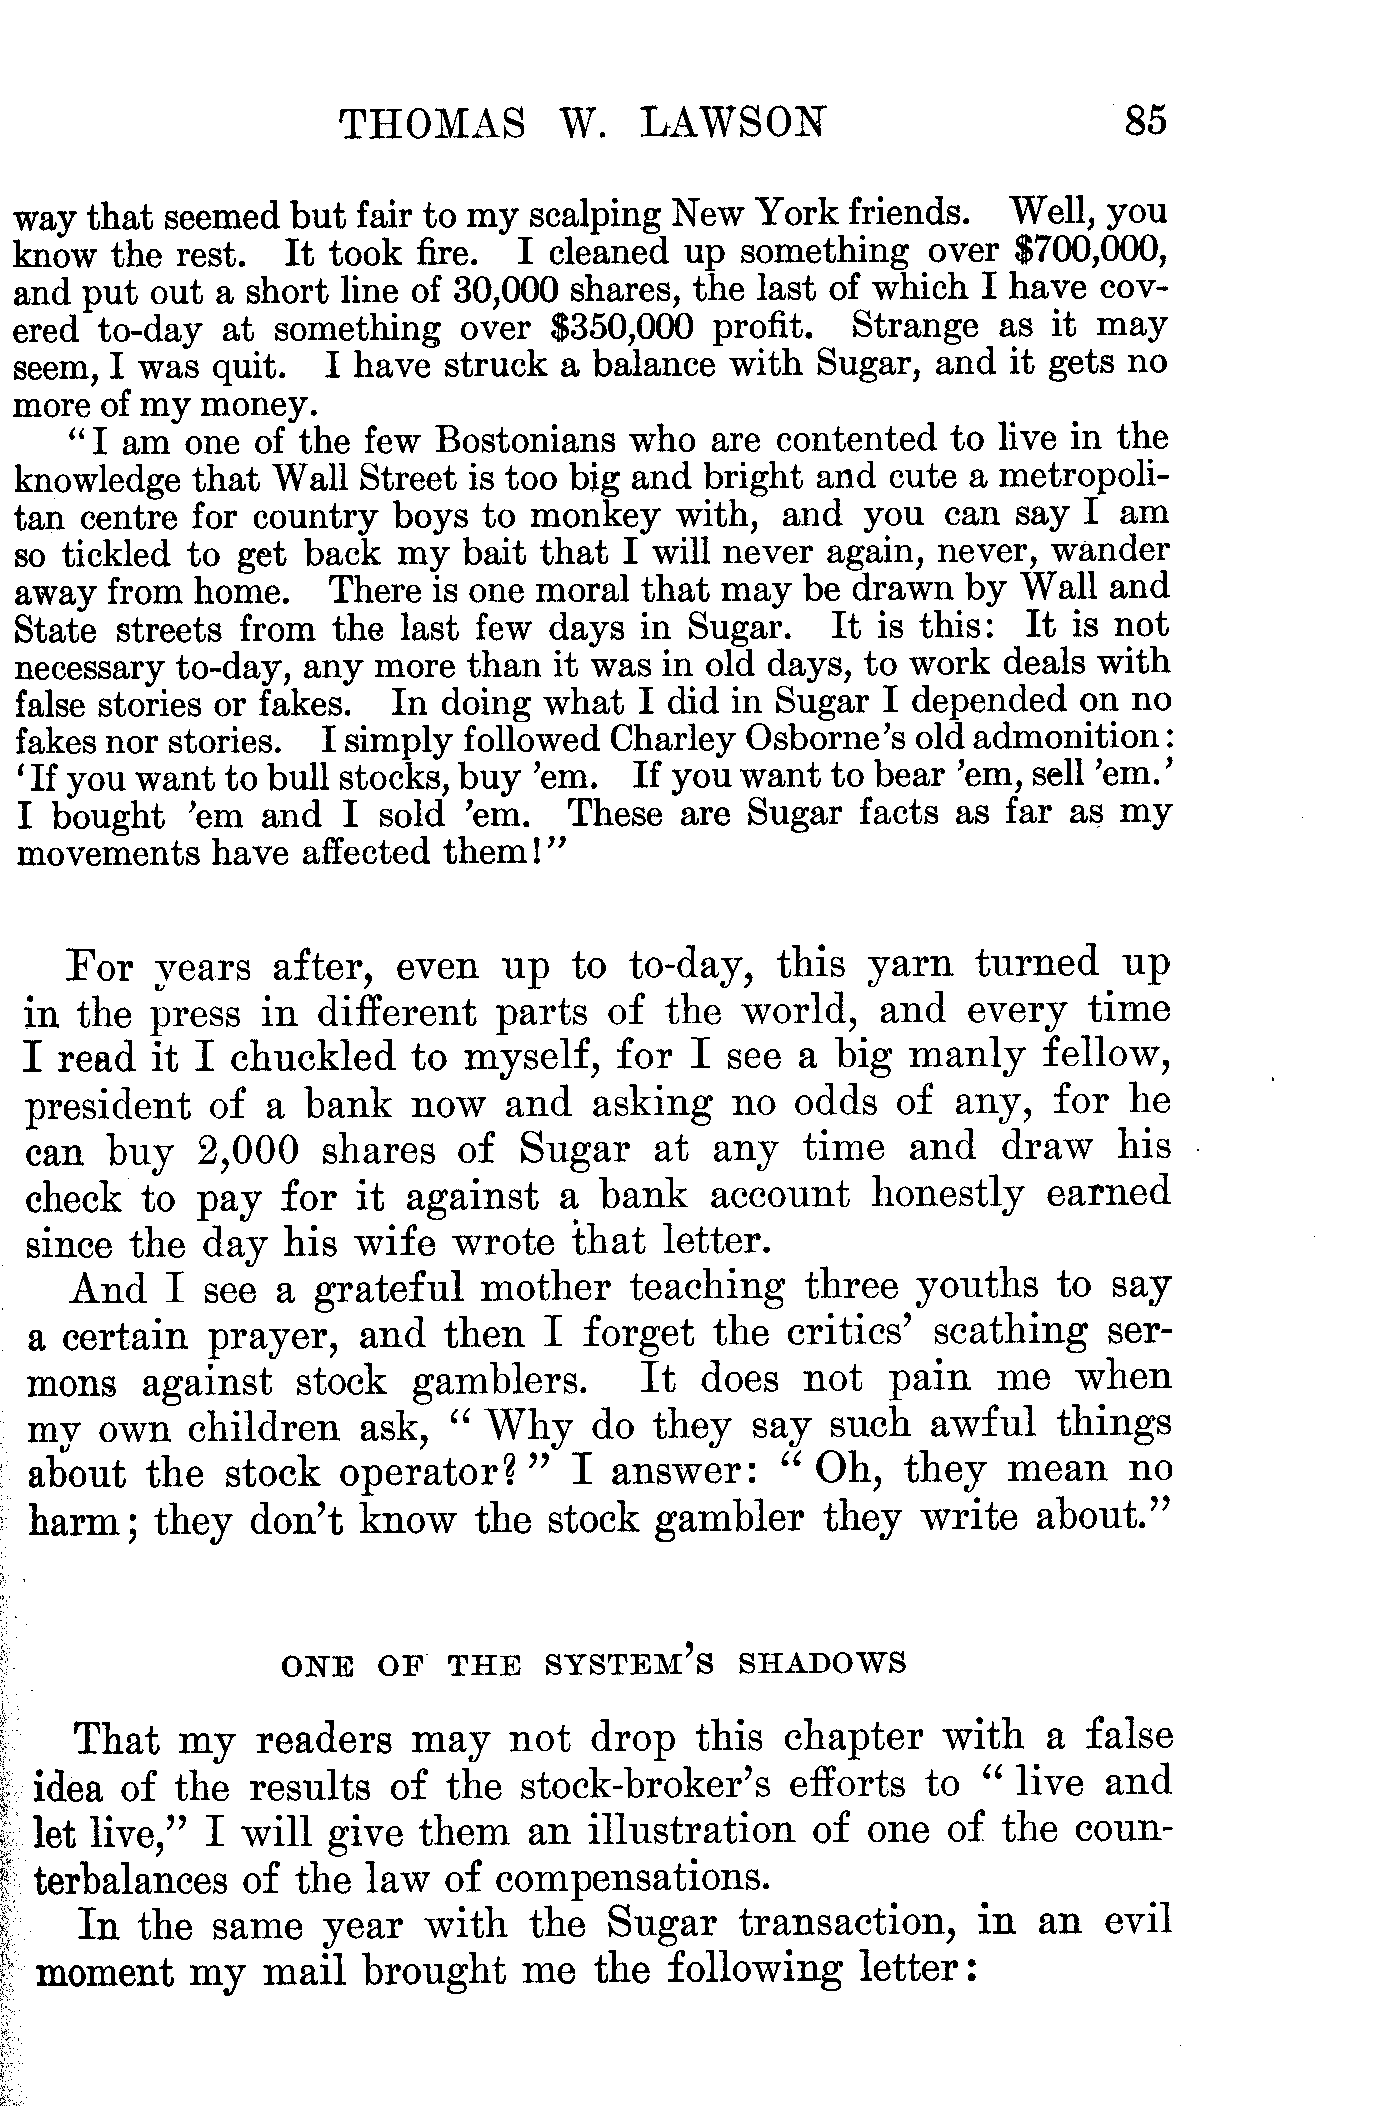 THOMAS W. LAWSON 85
way that seemed but fair to my scalping New York friends. Well, you
know the rest. It took fire. I cleaned up something over $700,000,
and put out a short line of 30,000 shares, the last of which I have cov-
ered to-day at something over $350,000 profit. Strange as it may
seem, I was quit. I have struck a balance with Sugar, and it gets no
more of my money.
"I am one of the few Bostonians who are contented to live in the
knowledge that Wall Street is too big and bright and cute a metropoli-
tan centre for country boys to monkey with, and you can say I am
so tickled to get back my bait that I will never again, never, wander
away from home. There is one moral that may be drawn by Wall and
State streets from the last few days in Sugar. It is this: It is not
necessary to-day, any more than it was in old days, to work deals with
false stories or fakes. In doing what I did in Sugar I depended on no
fakes nor stories. I simply followed Charley Osborne's old admonition:
'If you want to bull stocks, buy 'em. If you want to bear 'em, sell 'em.'
I bought 'em and I sold 'em. These are Sugar facts as far as my
movements have affected them!"
For years after, even up to to-day, this yarn turned up
in the press in different parts of the world, and every time
I read it I chuckled to myself, for I see a big manly fellow,
president of a bank now and asking no odds of any, for he
can buy 2,000 shares of Sugar at any time and draw his
check to pay for it against a bank account honestly earned
since the day his wife wrote that letter.
And I see a grateful mother teaching three youths to say
a certain prayer, and then I forget the critics' scathing ser-
mons against stock gamblers. It does not pain me when
my own children ask, "Why do they say such awful things
about the stock operator?" I answer: "Oh, they mean no
harm; they don't know the stock gambler they write about."
ONE OF THE SYSTEM'S SHADOWS
That my readers may not drop this chapter with a false
idea of the results of the stock-broker's efforts to "live and
let live," I will give them an illustration of one of the coun-
terbalances of the law of compensations.
In the same year with the Sugar transaction, in an evil
moment my mail brought me the following letter: